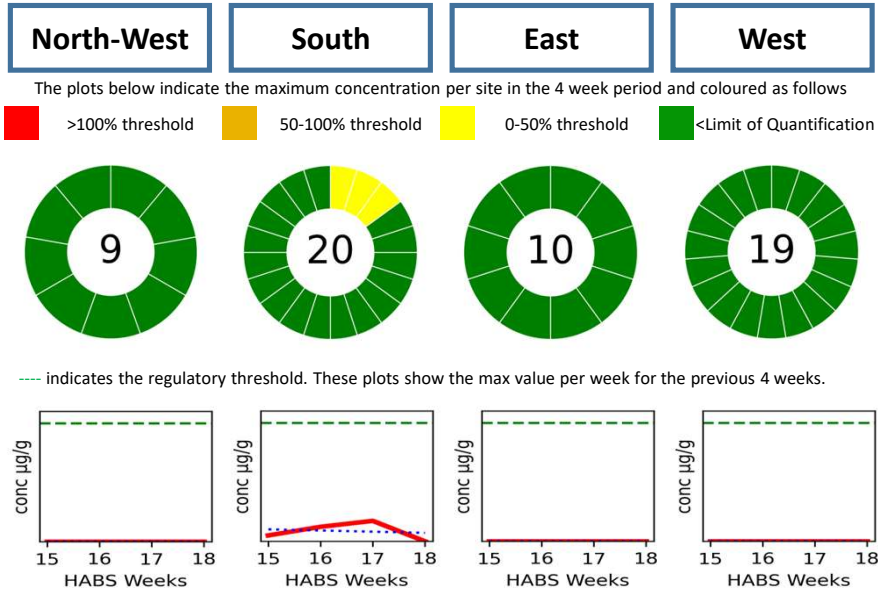 North-West South East West
The plots below indicate the maximum concentration per site in the 4 week period and coloured as follows
>100% threshold 50-100% threshold 0-50% threshold <Limit of Quantification
9 20 10 19
---- indicates the regulatory threshold. These plots show the max value per week for the previous 4 weeks.
conc µg/g conc µg/g conc µg/g conc µg/g
15 16 17 18 15 16 17 18 15 16 17 18 15 16 17 18
HABS Weeks HABS Weeks HABS Weeks HABS Weeks